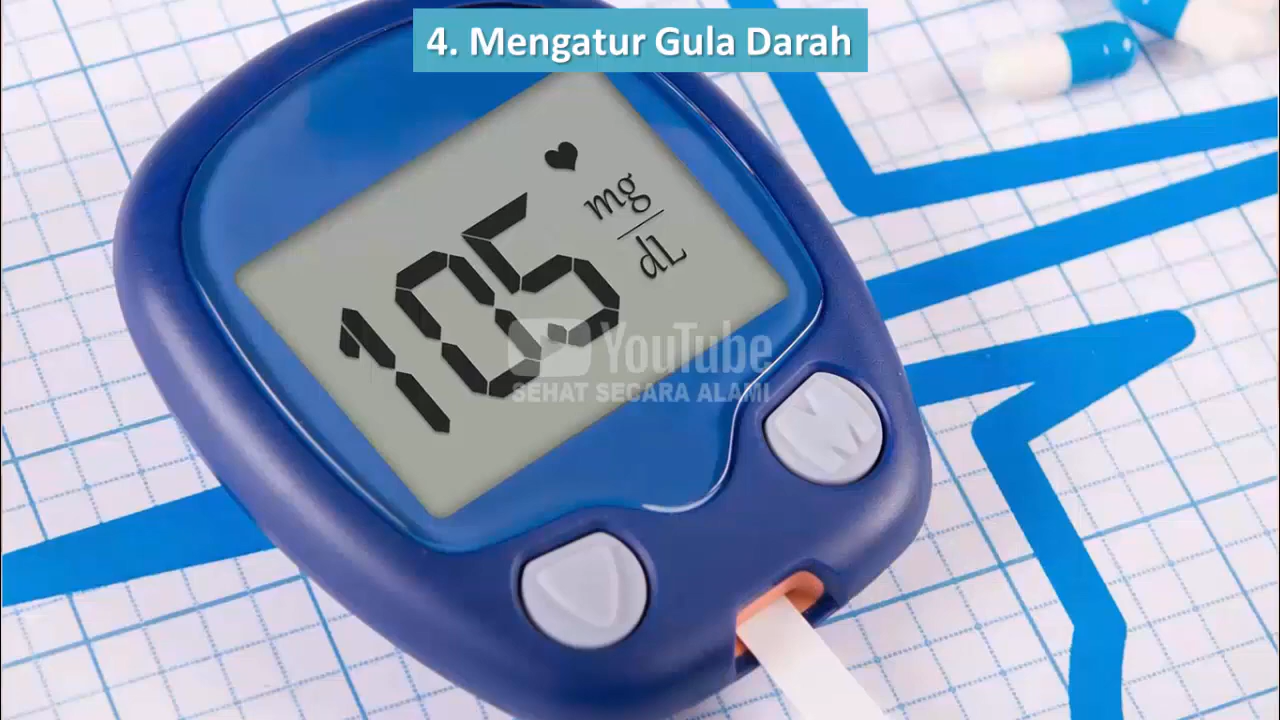 4. Mengatur Gula Darah
105 mg/dL
YouTube
SEHAT SECARA ALAMI
M